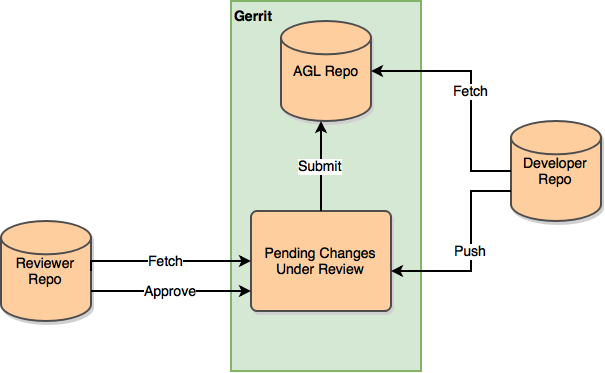 Gerrit
AGL Repo
Fetch
Submit
Developer
Repo
Pending Changes
Under Review
Push
Reviewer
Repo
Fetch
Approve